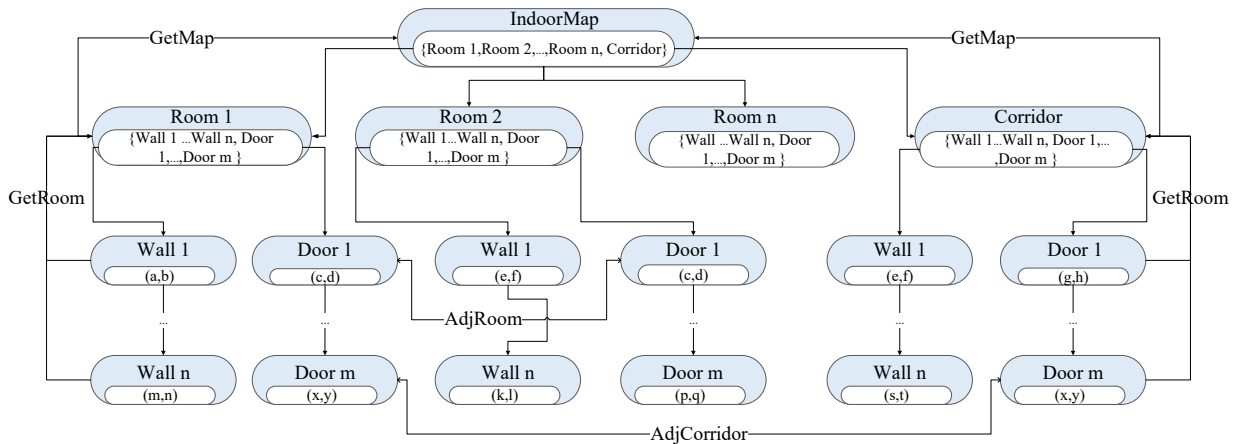 IndoorMap
GetMap
{Room 1,Room 2,...,Room n, Corridor}
GetMap
Room 1
{Wall 1 ...Wall n, Door
1,...,Door m }
Room 2
{Wall 1...Wall n, Door
1,...,Door m }
Room n
{Wall ...Wall n, Door
1,...,Door m }
Corridor
{Wall 1...Wall n, Door 1,...
,Door m }
GetRoom
GetRoom
Wall 1
(a,b)
Door 1
(c,d)
Wall 1
(e,f)
Door 1
(c,d)
Wall 1
(e,f)
Door 1
(g,h)
...
...
AdjRoom
...
...
...
Wall n
(m,n)
Door m
(x,y)
Wall n
(k,l)
Door m
(p,q)
Wall n
(s,t)
Door m
(x,y)
AdjCorridor